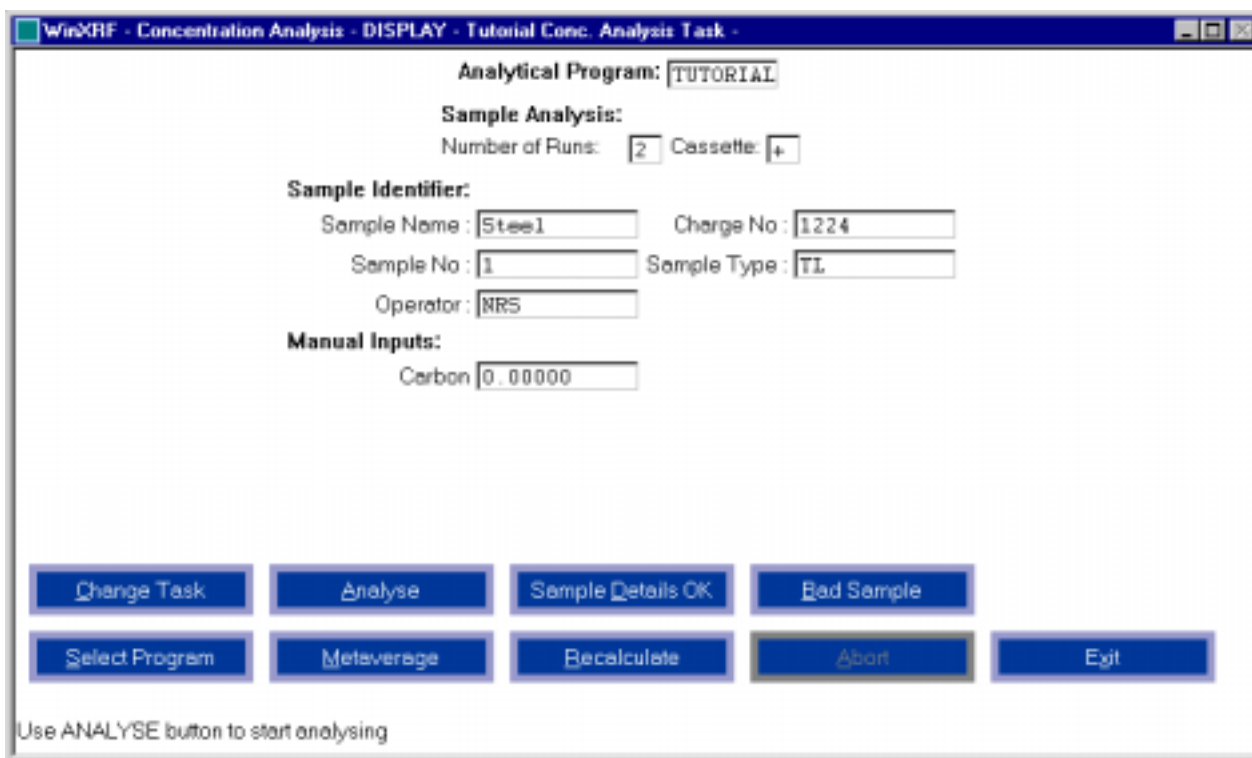 WinXRF - Concentration Analysis - DISPLAY - Tutorial Conc. Analysis Task -
Analytical Program: TUTORIAL
Sample Analysis:
Number of Runs: 2 Cassette: +
Sample Identifier:
Sample Name : Steel Charge No : 1224
Sample No : 1 Sample Type : TL
Operator : NRS
Manual Inputs:
Carbon 0.00000
Change Task Analyse Sample Details OK Bad Sample
Select Program Metaverage Recalculate Abort Exit
Use ANALYSE button to start analysing